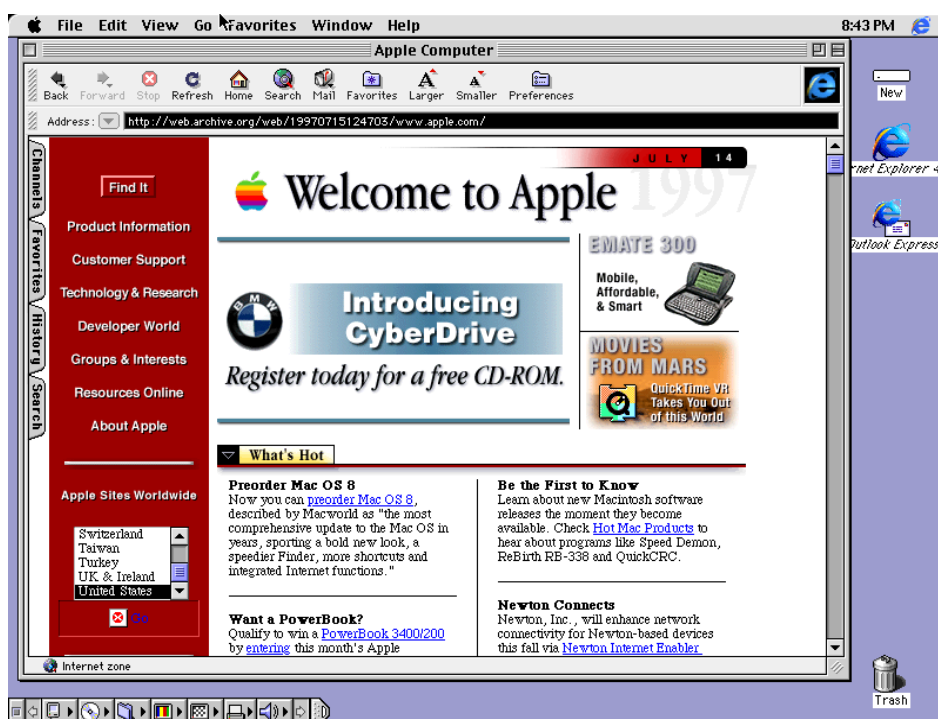 File Edit View Go Favorites Window Help 8:43 PM
Apple Computer
Back Forward Stop Refresh Home Search Mail Favorites Larger Smaller Preferences
Address: http://web.archive.org/web/19970715124703/www.apple.com/
Channels
Favorites
History
Search
Find It
Product Information
Customer Support
Technology & Research
Developer World
Groups & Interests
Resources Online
About Apple
Apple Sites Worldwide
Switzerland
Taiwan
Turkey
UK & Ireland
United States
Go
JULY 14
1997
Welcome to Apple
BMW
Introducing
CyberDrive
Register today for a free CD-ROM.
EMATE 300
Mobile,
Affordable,
& Smart
MOVIES
FROM MARS
QuickTime VR
Takes You Out
of this World
What's Hot
Preorder Mac OS 8
Now you can preorder Mac OS 8,
described by Macworld as "the most
comprehensive update to the Mac OS in
years, sporting a bold new look, a
speedier Finder, more shortcuts and
integrated Internet functions."
Want a PowerBook?
Qualify to win a PowerBook 3400/200
by entering this month's Apple
Be the First to Know
Learn about new Macintosh software
releases the moment they become
available. Check Hot Mac Products to
hear about programs like Speed Demon,
ReBirth RB-338 and QuickCRC.
Newton Connects
Newton, Inc., will enhance network
connectivity for Newton-based devices
this fall via Newton Internet Enabler
Internet zone
New
rnet Explorer 4
Outlook Express
Trash